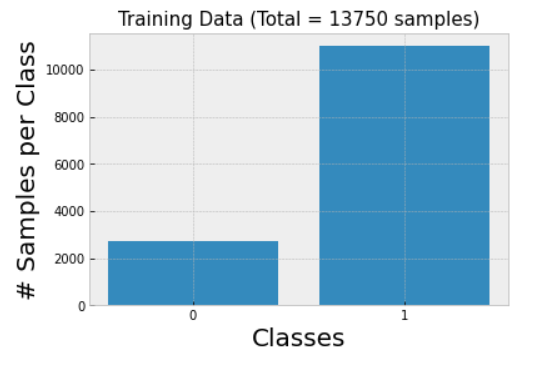 Training Data (Total = 13750 samples)
# Samples per Class
10000
8000
6000
4000
2000
0
0
1
Classes